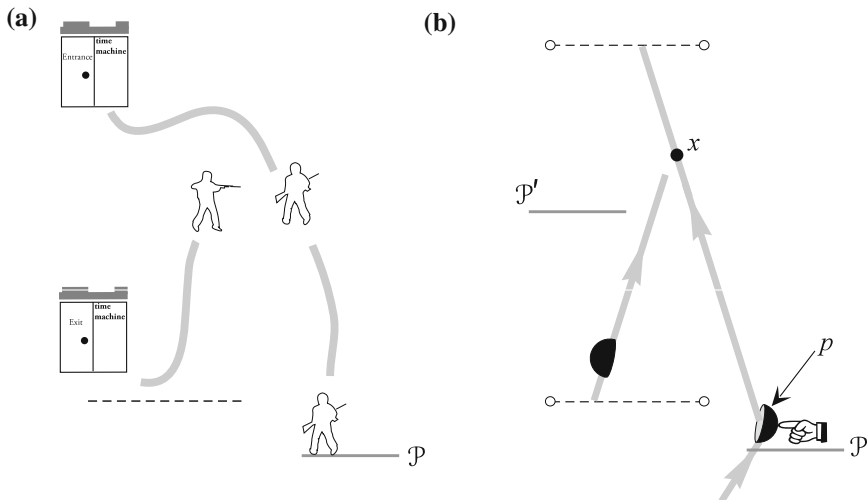 (a)
time
machine
Entrance
time
machine
Exit
𝒫
(b)
x
𝒫′
p
𝒫